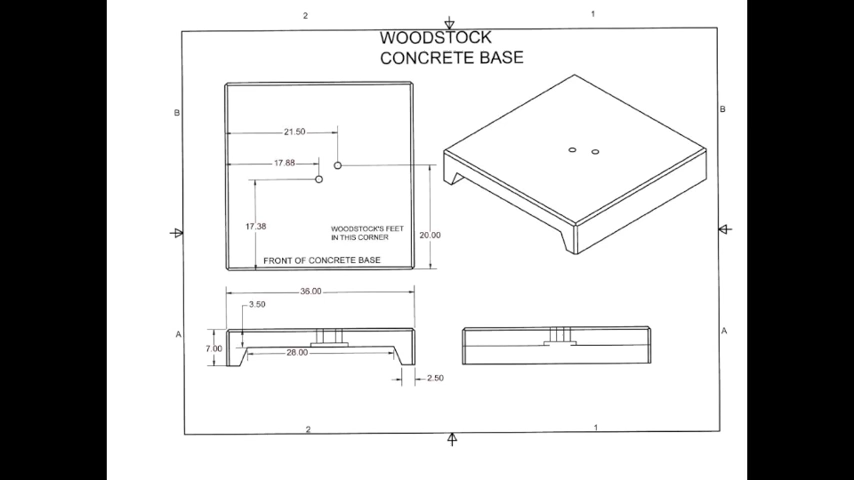 2
1
WOODSTOCK
CONCRETE BASE
B
B
21.50
17.88
17.38
WOODSTOCK'S FEET
IN THIS CORNER
20.00
FRONT OF CONCRETE BASE
36.00
3.50
A
A
7.00
28.00
2.50
2
1